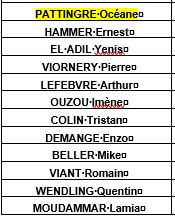 PATTINGRE Océane
HAMMER Ernest
EL ADIL Yenis
VIORNERY Pierre
LEFEBVRE Arthur
OUZOU Imène
COLIN Tristan
DEMANGE Enzo
BELLER Mike
VIANT Romain
WENDLING Quentin
MOUDAMMAR Lamia